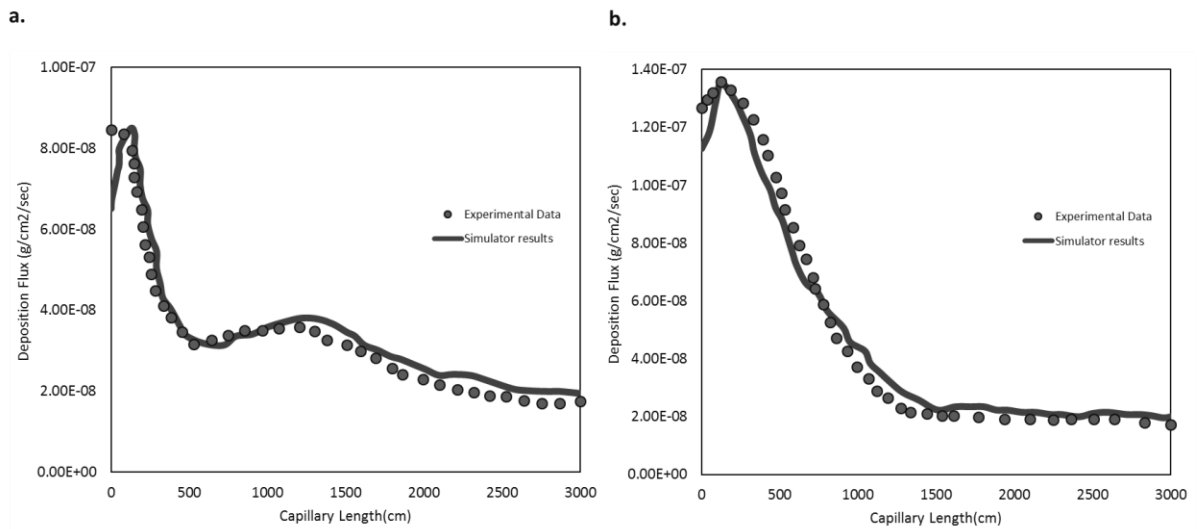 a.
1.00E-07
8.00E-08
6.00E-08
4.00E-08
2.00E-08
0.00E+00
Deposition Flux (g/cm2/sec)
Experimental Data
Simulator results
0 500 1000 1500 2000 2500 3000
Capillary Length(cm)
b.
1.40E-07
1.20E-07
1.00E-07
8.00E-08
6.00E-08
4.00E-08
2.00E-08
0.00E+00
Deposition Flux (g/cm2/sec)
Experimental Data
Simulator results
0 500 1000 1500 2000 2500 3000
Capillary Length(cm)